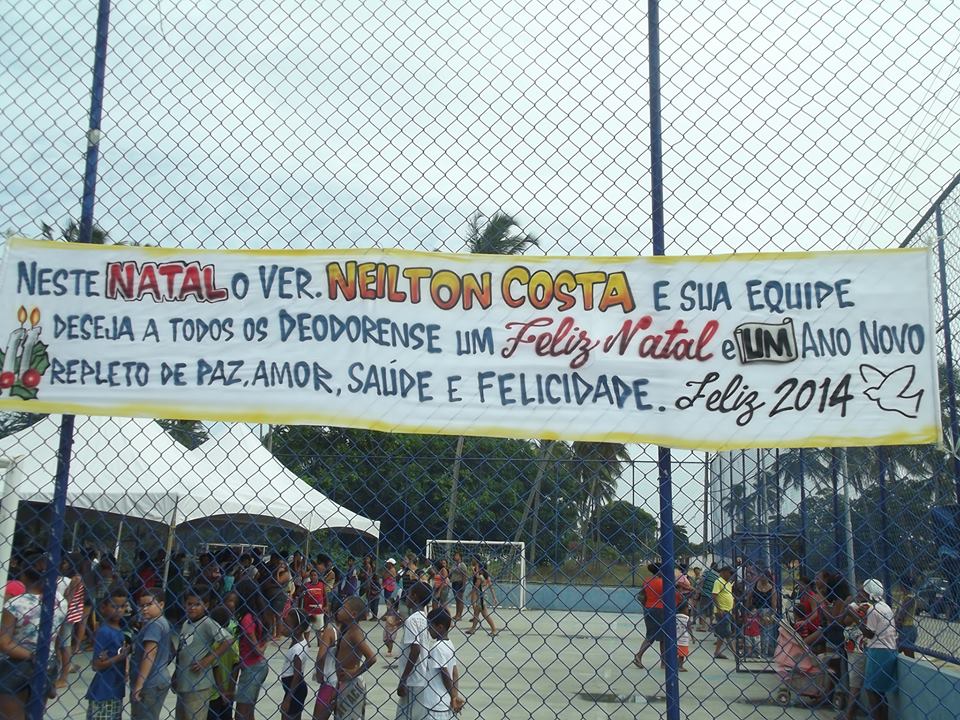 NESTE NATAL O VER. NEILTON COSTA E SUA EQUIPE
DESEJA A TODOS OS DEODORENSE UM Feliz Natal e UM ANO NOVO
REPLETO DE PAZ, AMOR, SAÚDE E FELICIDADE. Feliz 2014